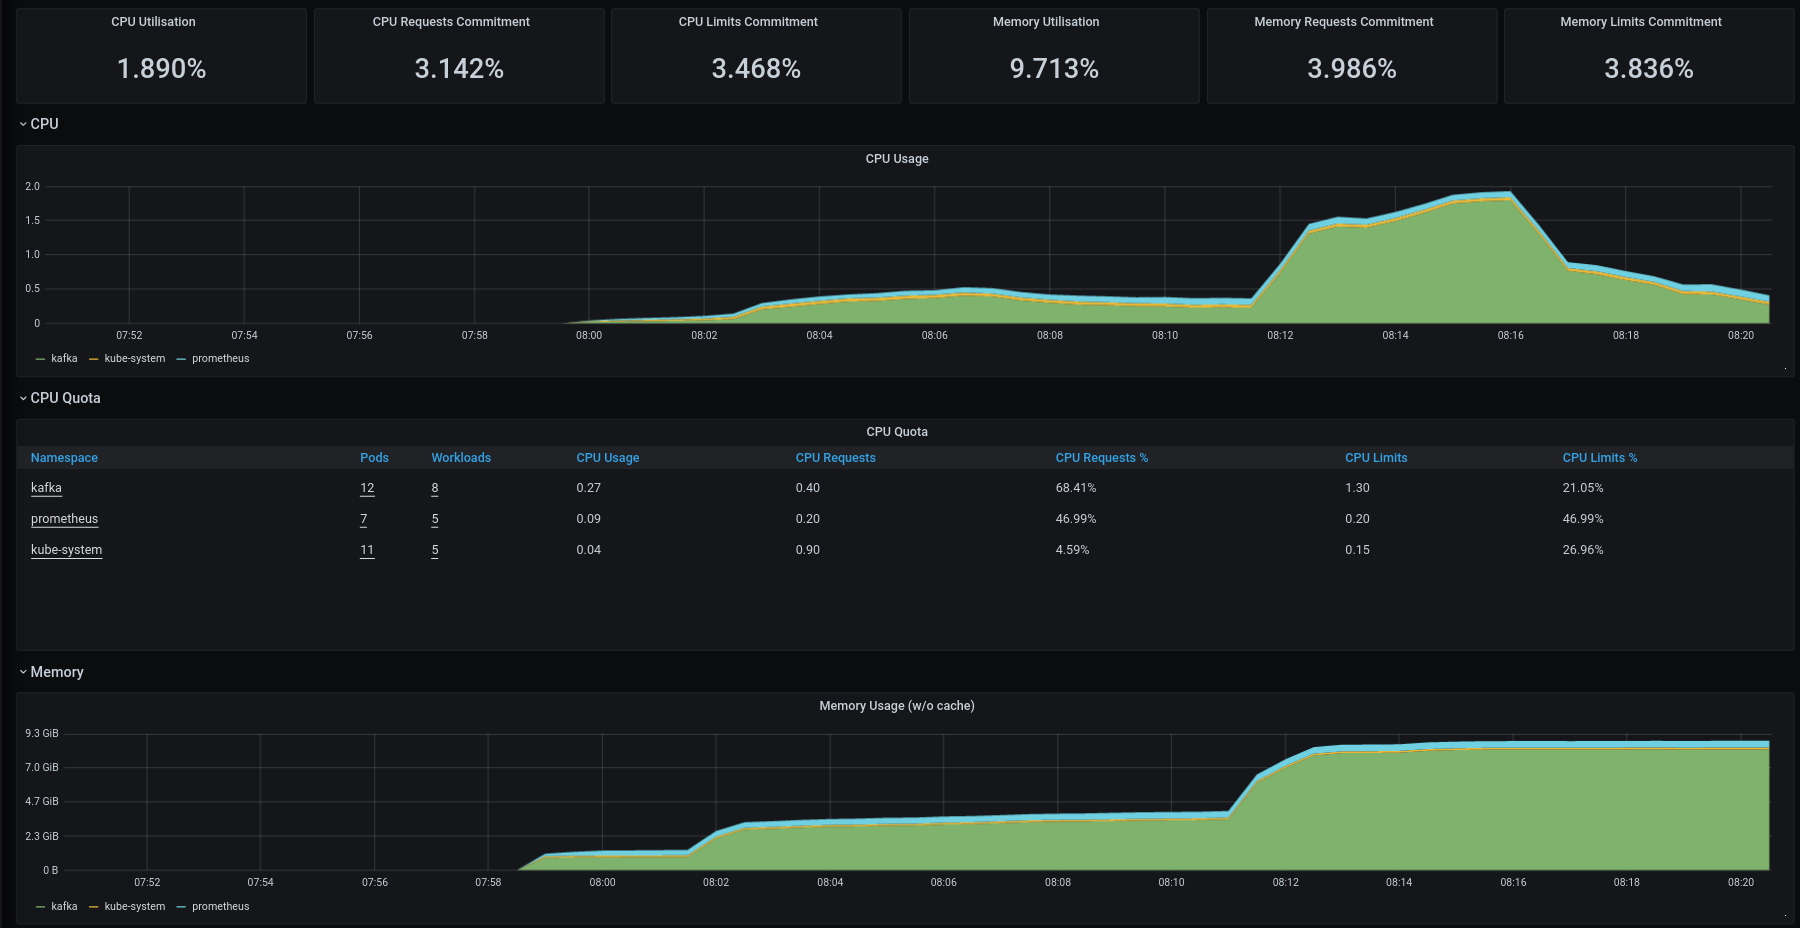 CPU Utilisation CPU Requests Commitment CPU Limits Commitment Memory Utilisation Memory Requests Commitment Memory Limits Commitment
1.890% 3.142% 3.468% 9.713% 3.986% 3.836%
CPU
CPU Usage
2.0
1.5
1.0
0.5
0
07:52 07:54 07:56 07:58 08:00 08:02 08:04 08:06 08:08 08:10 08:12 08:14 08:16 08:18 08:20
kafka kube-system prometheus
CPU Quota
CPU Quota
Namespace Pods Workloads CPU Usage CPU Requests CPU Requests % CPU Limits CPU Limits %
kafka 12 8 0.27 0.40 68.41% 1.30 21.05%
prometheus 7 5 0.09 0.20 46.99% 0.20 46.99%
kube-system 11 5 0.04 0.90 4.59% 0.15 26.96%
Memory
Memory Usage (w/o cache)
9.3 GiB
7.0 GiB
4.7 GiB
2.3 GiB
0 B
07:52 07:54 07:56 07:58 08:00 08:02 08:04 08:06 08:08 08:10 08:12 08:14 08:16 08:18 08:20
kafka kube-system prometheus